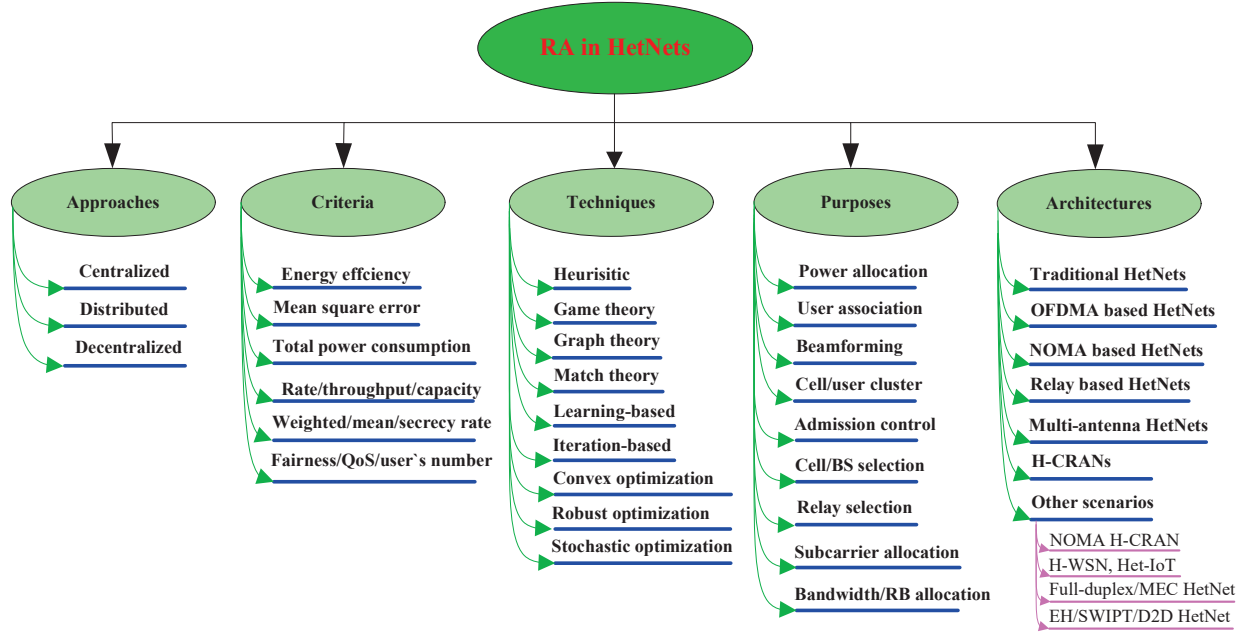 RA in HetNets
Approaches
Centralized
Distributed
Decentralized
Criteria
Energy effciency
Mean square error
Total power consumption
Rate/throughput/capacity
Weighted/mean/secrecy rate
Fairness/QoS/user`s number
Techniques
Heurisitic
Game theory
Graph theory
Match theory
Learning-based
Iteration-based
Convex optimization
Robust optimization
Stochastic optimization
Purposes
Power allocation
User association
Beamforming
Cell/user cluster
Admission control
Cell/BS selection
Relay selection
Subcarrier allocation
Bandwidth/RB allocation
Architectures
Traditional HetNets
OFDMA based HetNets
NOMA based HetNets
Relay based HetNets
Multi-antenna HetNets
H-CRANs
Other scenarios
NOMA H-CRAN
H-WSN, Het-IoT
Full-duplex/MEC HetNet
EH/SWIPT/D2D HetNet